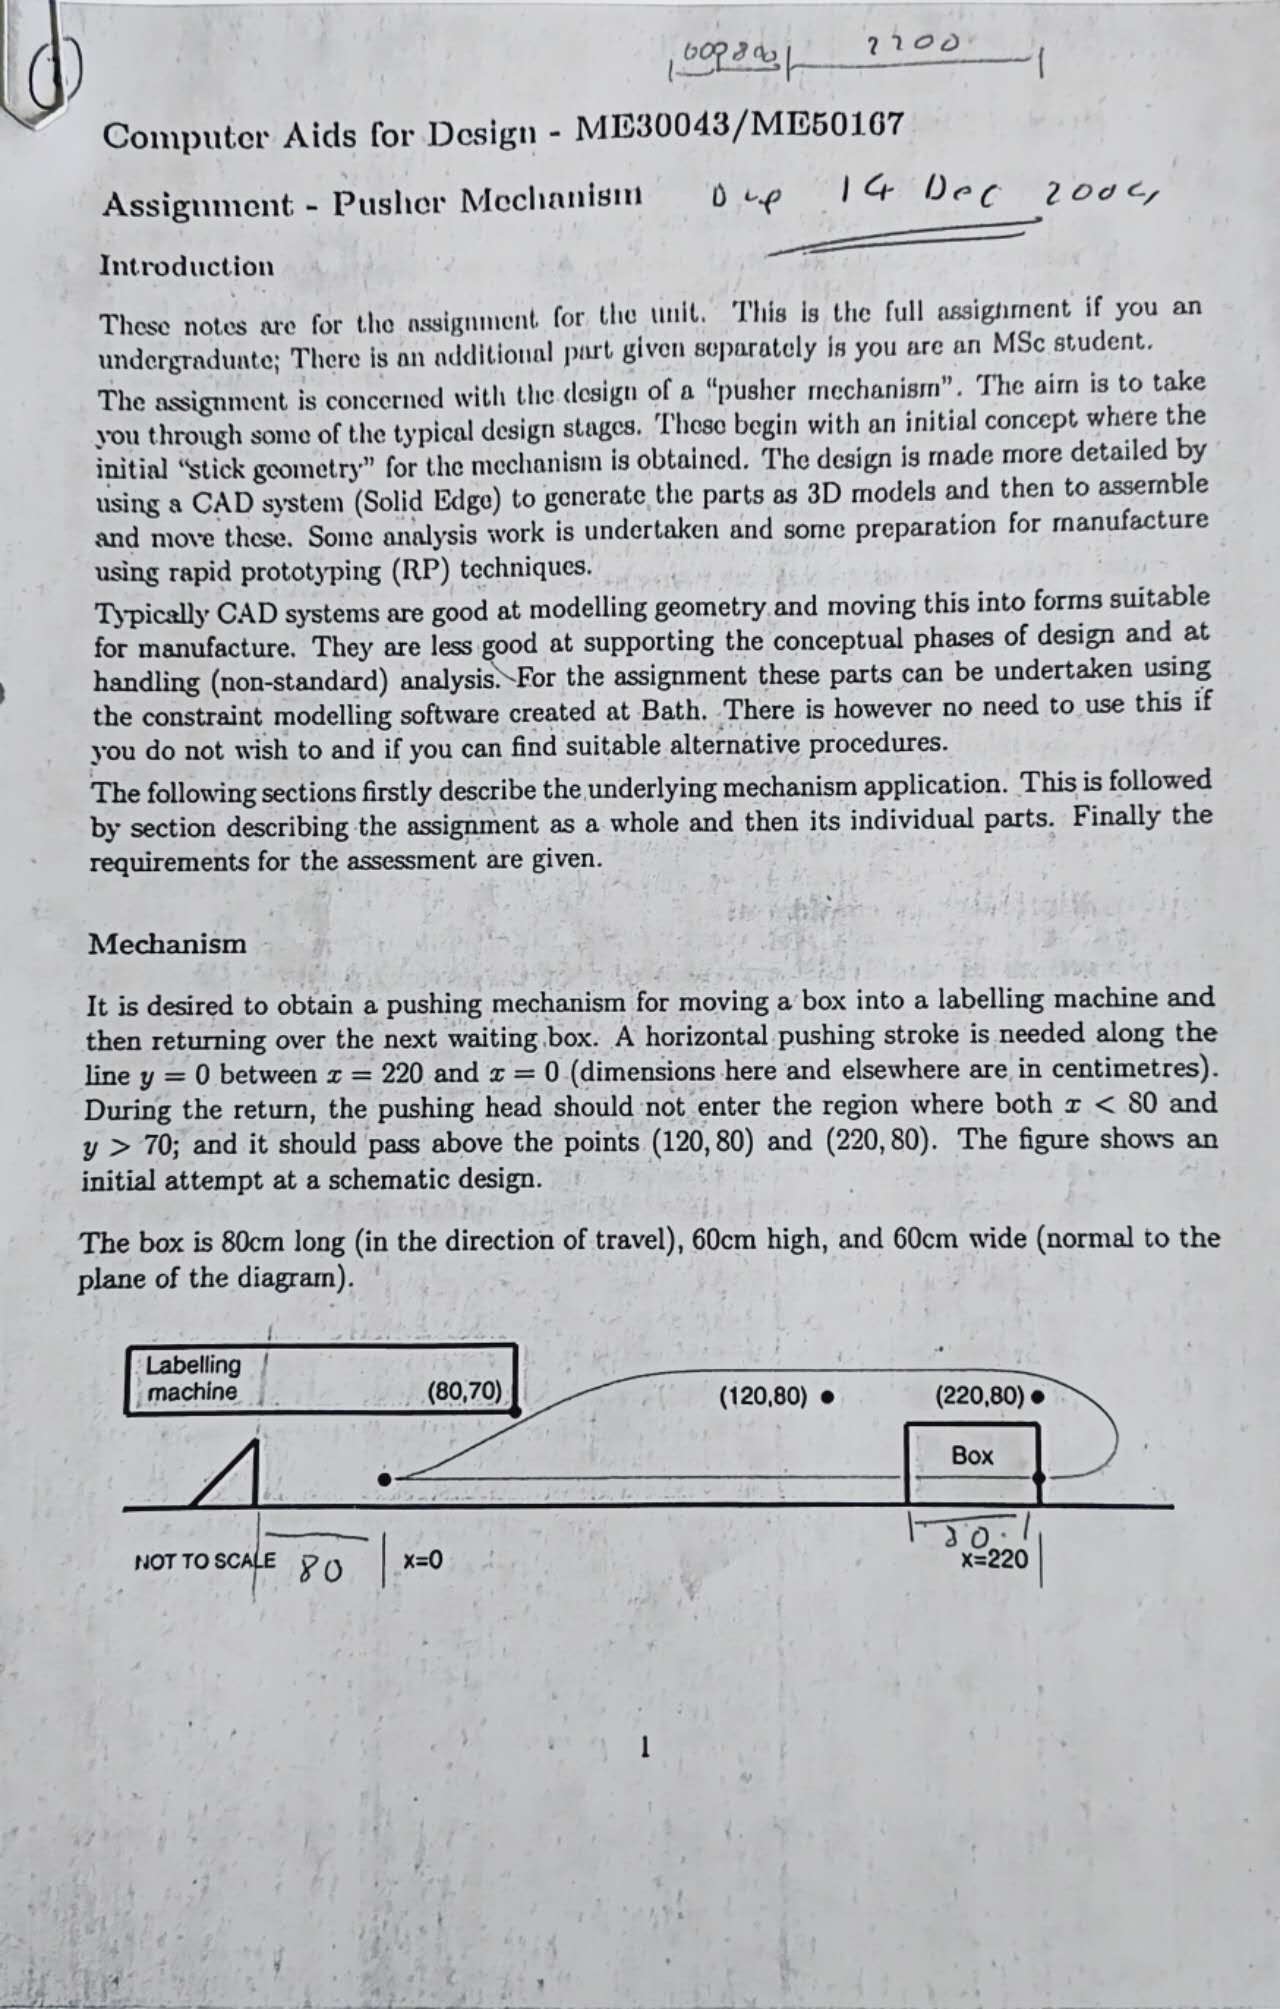 (1)
2200
Computer Aids for Design - ME30043/ME50167
Assignment - Pusher Mechanism Due 14 Dec 2004
Introduction
These notes are for the assignment for the unit. This is the full assignment if you an
undergraduate; There is an additional part given separately is you are an MSc student.
The assignment is concerned with the design of a “pusher mechanism”. The aim is to take
you through some of the typical design stages. These begin with an initial concept where the
initial “stick geometry” for the mechanism is obtained. The design is made more detailed by
using a CAD system (Solid Edge) to generate the parts as 3D models and then to assemble
and move these. Some analysis work is undertaken and some preparation for manufacture
using rapid prototyping (RP) techniques.
Typically CAD systems are good at modelling geometry and moving this into forms suitable
for manufacture. They are less good at supporting the conceptual phases of design and at
handling (non-standard) analysis. For the assignment these parts can be undertaken using
the constraint modelling software created at Bath. There is however no need to use this if
you do not wish to and if you can find suitable alternative procedures.
The following sections firstly describe the underlying mechanism application. This is followed
by section describing the assignment as a whole and then its individual parts. Finally the
requirements for the assessment are given.
Mechanism
It is desired to obtain a pushing mechanism for moving a box into a labelling machine and
then returning over the next waiting box. A horizontal pushing stroke is needed along the
line y = 0 between x = 220 and x = 0 (dimensions here and elsewhere are in centimetres).
During the return, the pushing head should not enter the region where both x < 80 and
y > 70; and it should pass above the points (120, 80) and (220, 80). The figure shows an
initial attempt at a schematic design.
The box is 80cm long (in the direction of travel), 60cm high, and 60cm wide (normal to the
plane of the diagram).
Labelling
machine (80,70) (120,80) (220,80)
Box
80
NOT TO SCALE 80 x=0 x=220
1